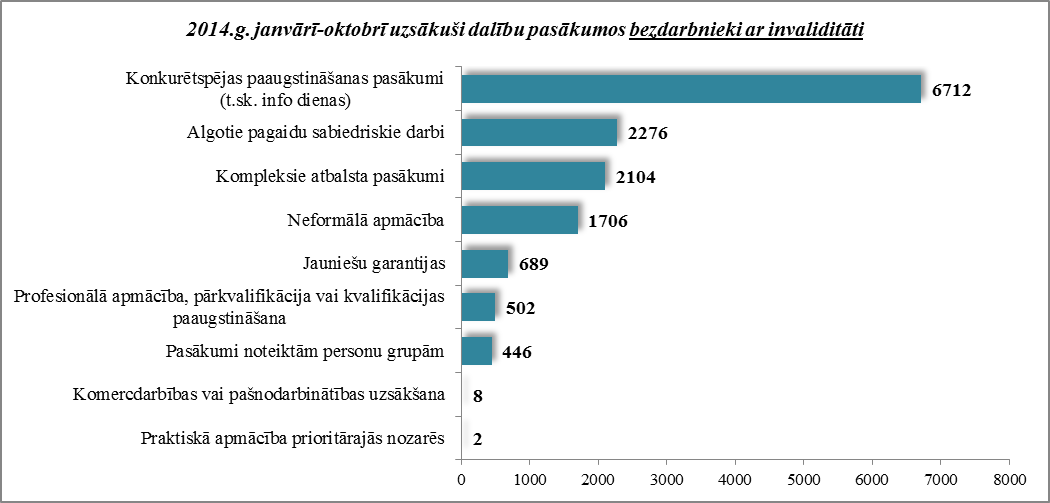 2014.g. janvārī-oktobrī uzsākuši dalību pasākumos bezdarbnieki ar invaliditāti
Konkurētspējas paaugstināšanas pasākumi
(t.sk. info dienas)
6712
Algotie pagaidu sabiedriskie darbi
2276
Kompleksie atbalsta pasākumi
2104
Neformālā apmācība
1706
Jauniešu garantijas
689
Profesionālā apmācība, pārkvalifikācija vai kvalifikācijas
paaugstināšana
502
Pasākumi noteiktām personu grupām
446
Komercdarbības vai pašnodarbinātības uzsākšana
8
Praktiskā apmācība prioritārajās nozarēs
2
0 1000 2000 3000 4000 5000 6000 7000 8000